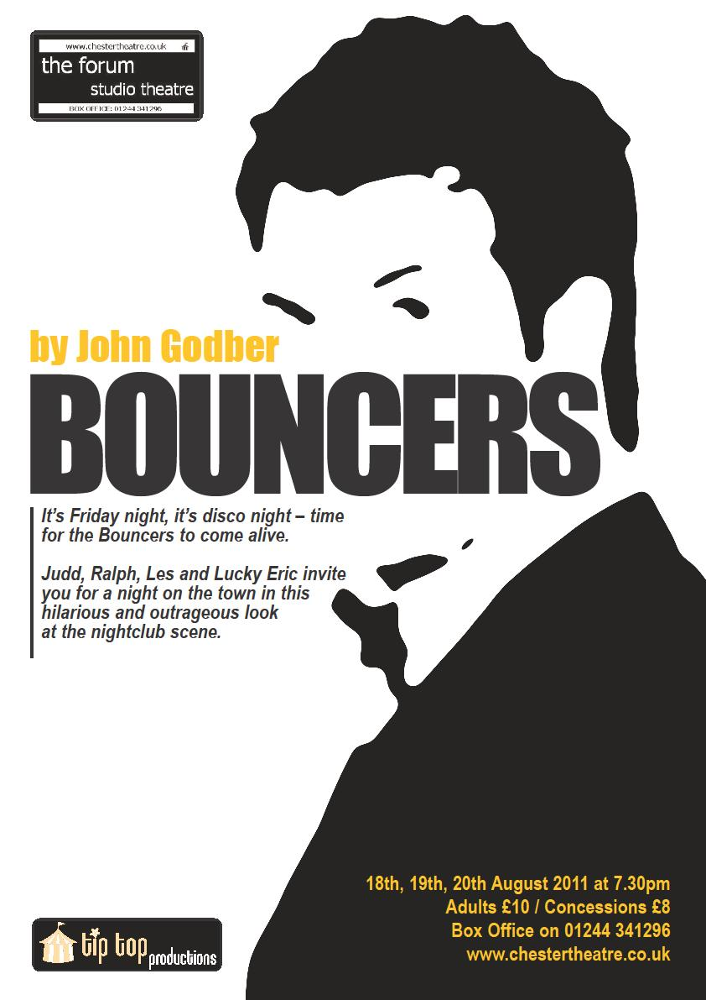 www.chestertheatre.co.uk
the forum
studio theatre
BOX OFFICE: 01244 341296
by John Godber
BOUNCERS
It's Friday night, it's disco night – time
for the Bouncers to come alive.
Judd, Ralph, Les and Lucky Eric invite
you for a night on the town in this
hilarious and outrageous look
at the nightclub scene.
18th, 19th, 20th August 2011 at 7.30pm
Adults £10 / Concessions £8
Box Office on 01244 341296
www.chestertheatre.co.uk
tip top
productions